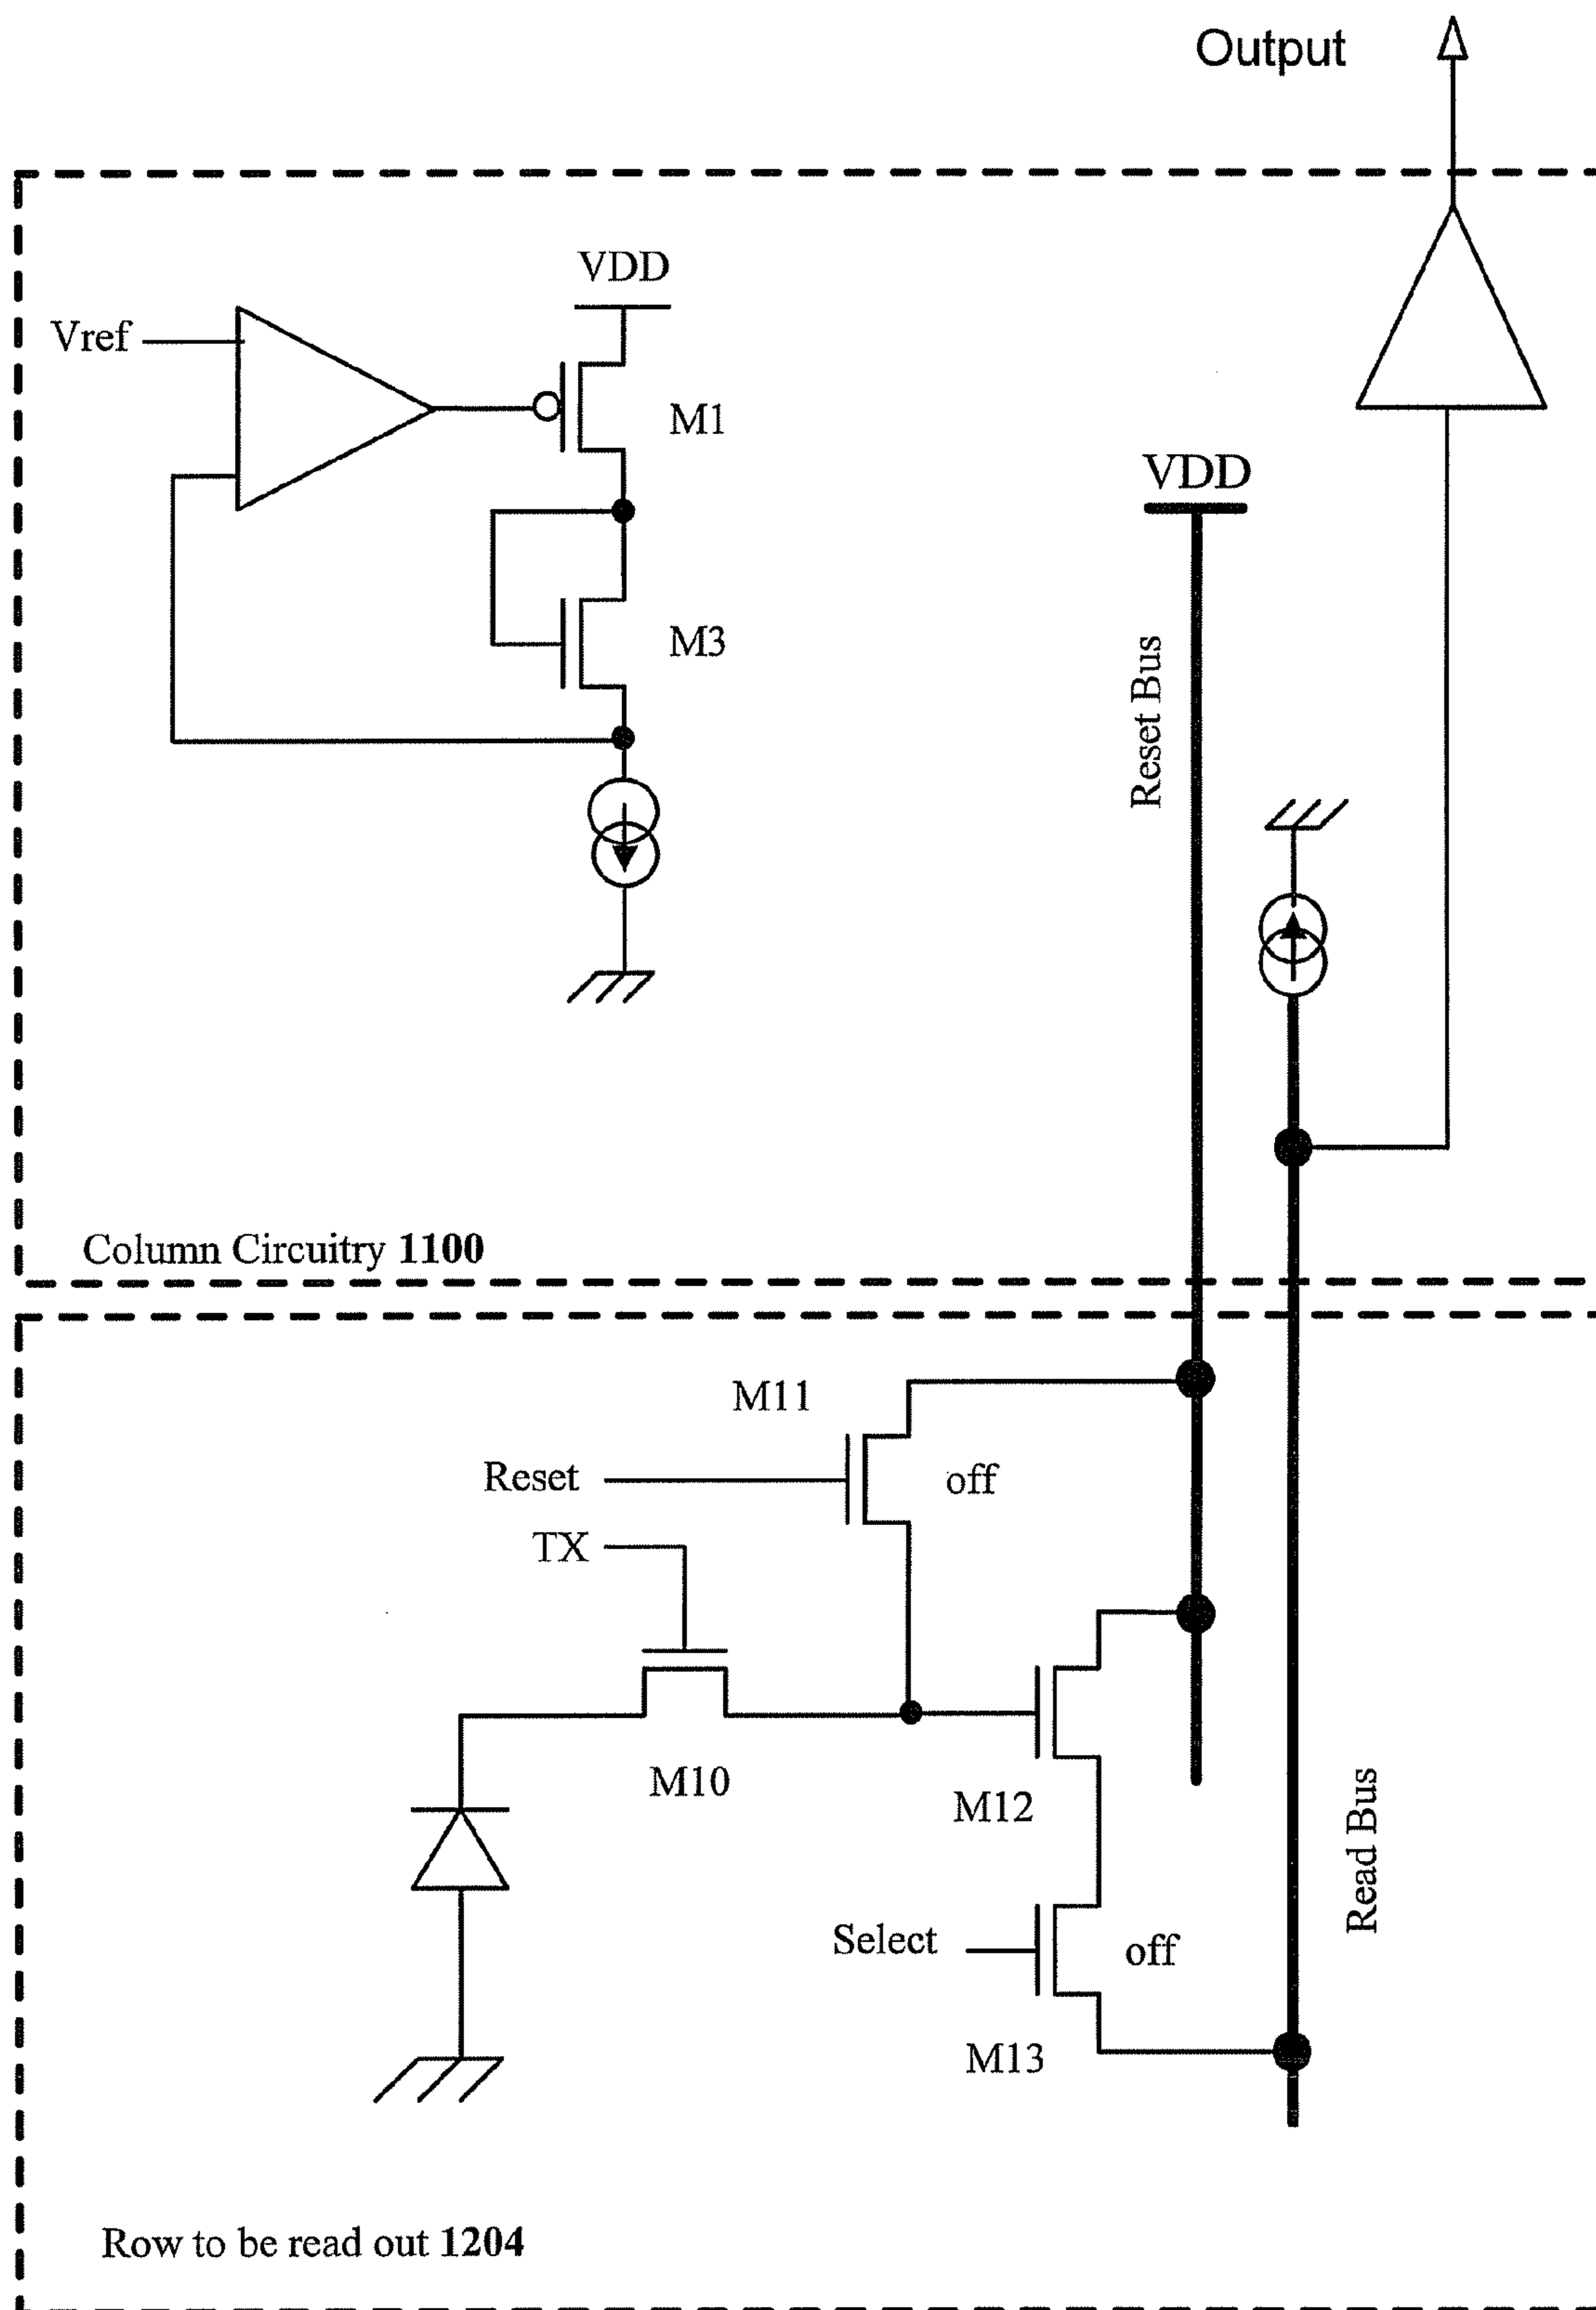 Output
VDD
Vref
M1
VDD
M3
Reset Bus
Column Circuitry 1100
M11
Reset
off
TX
M10
M12
Read Bus
Select
off
M13
Row to be read out 1204